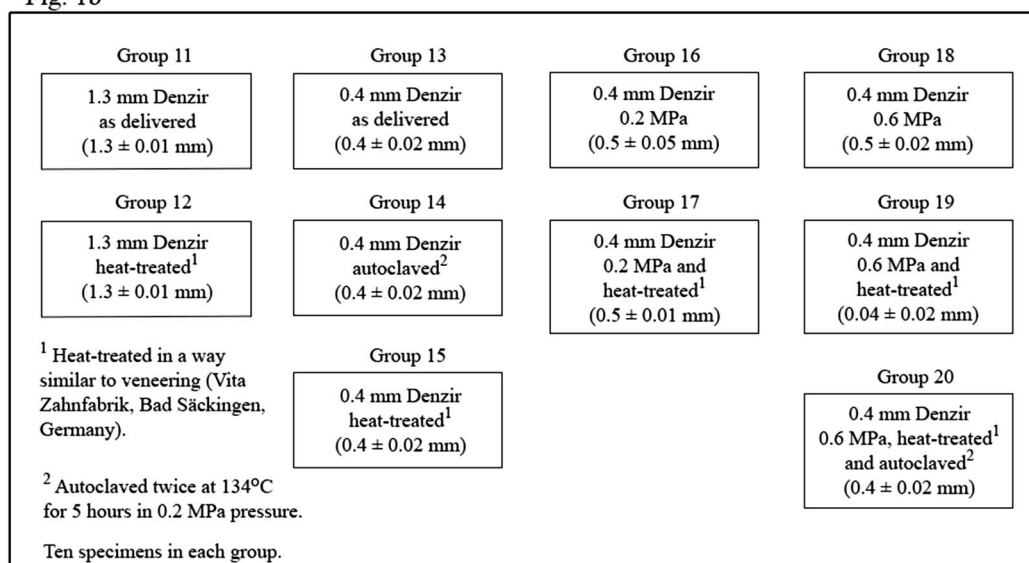 Fig. 1b
Group 11
1.3 mm Denzir
as delivered
(1.3 ± 0.01 mm)
Group 13
0.4 mm Denzir
as delivered
(0.4 ± 0.02 mm)
Group 16
0.4 mm Denzir
0.2 MPa
(0.5 ± 0.05 mm)
Group 18
0.4 mm Denzir
0.6 MPa
(0.5 ± 0.02 mm)
Group 12
1.3 mm Denzir
heat-treated¹
(1.3 ± 0.01 mm)
Group 14
0.4 mm Denzir
autoclaved²
(0.4 ± 0.02 mm)
Group 17
0.4 mm Denzir
0.2 MPa and
heat-treated¹
(0.5 ± 0.01 mm)
Group 19
0.4 mm Denzir
0.6 MPa and
heat-treated¹
(0.04 ± 0.02 mm)
¹ Heat-treated in a way
similar to veneering (Vita
Zahnfabrik, Bad Säckingen,
Germany).
Group 15
0.4 mm Denzir
heat-treated¹
(0.4 ± 0.02 mm)
Group 20
0.4 mm Denzir
0.6 MPa, heat-treated¹
and autoclaved²
(0.4 ± 0.02 mm)
² Autoclaved twice at 134°C
for 5 hours in 0.2 MPa pressure.
Ten specimens in each group.